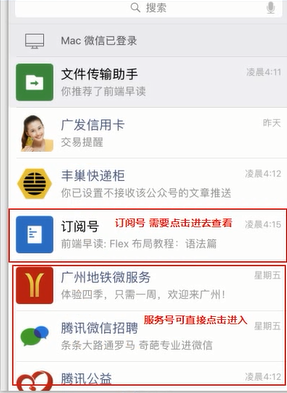 搜索
Mac 微信已登录
文件传输助手 凌晨4:11
你推荐了前端早读
广发信用卡 昨天
交易提醒
丰巢快递柜 凌晨4:12
你已设置不接收该公众号的文章推送
订阅号 订阅号 需要点击进去查看 凌晨4:15
前端早读: Flex 布局教程：语法篇
广州地铁微服务 星期五
体验四季，只需一周，欢迎来广州！
服务号可直接点击进入
腾讯微信招聘 星期五
条条大路通罗马 奇葩专业进微信
腾讯公益 凌晨4:12